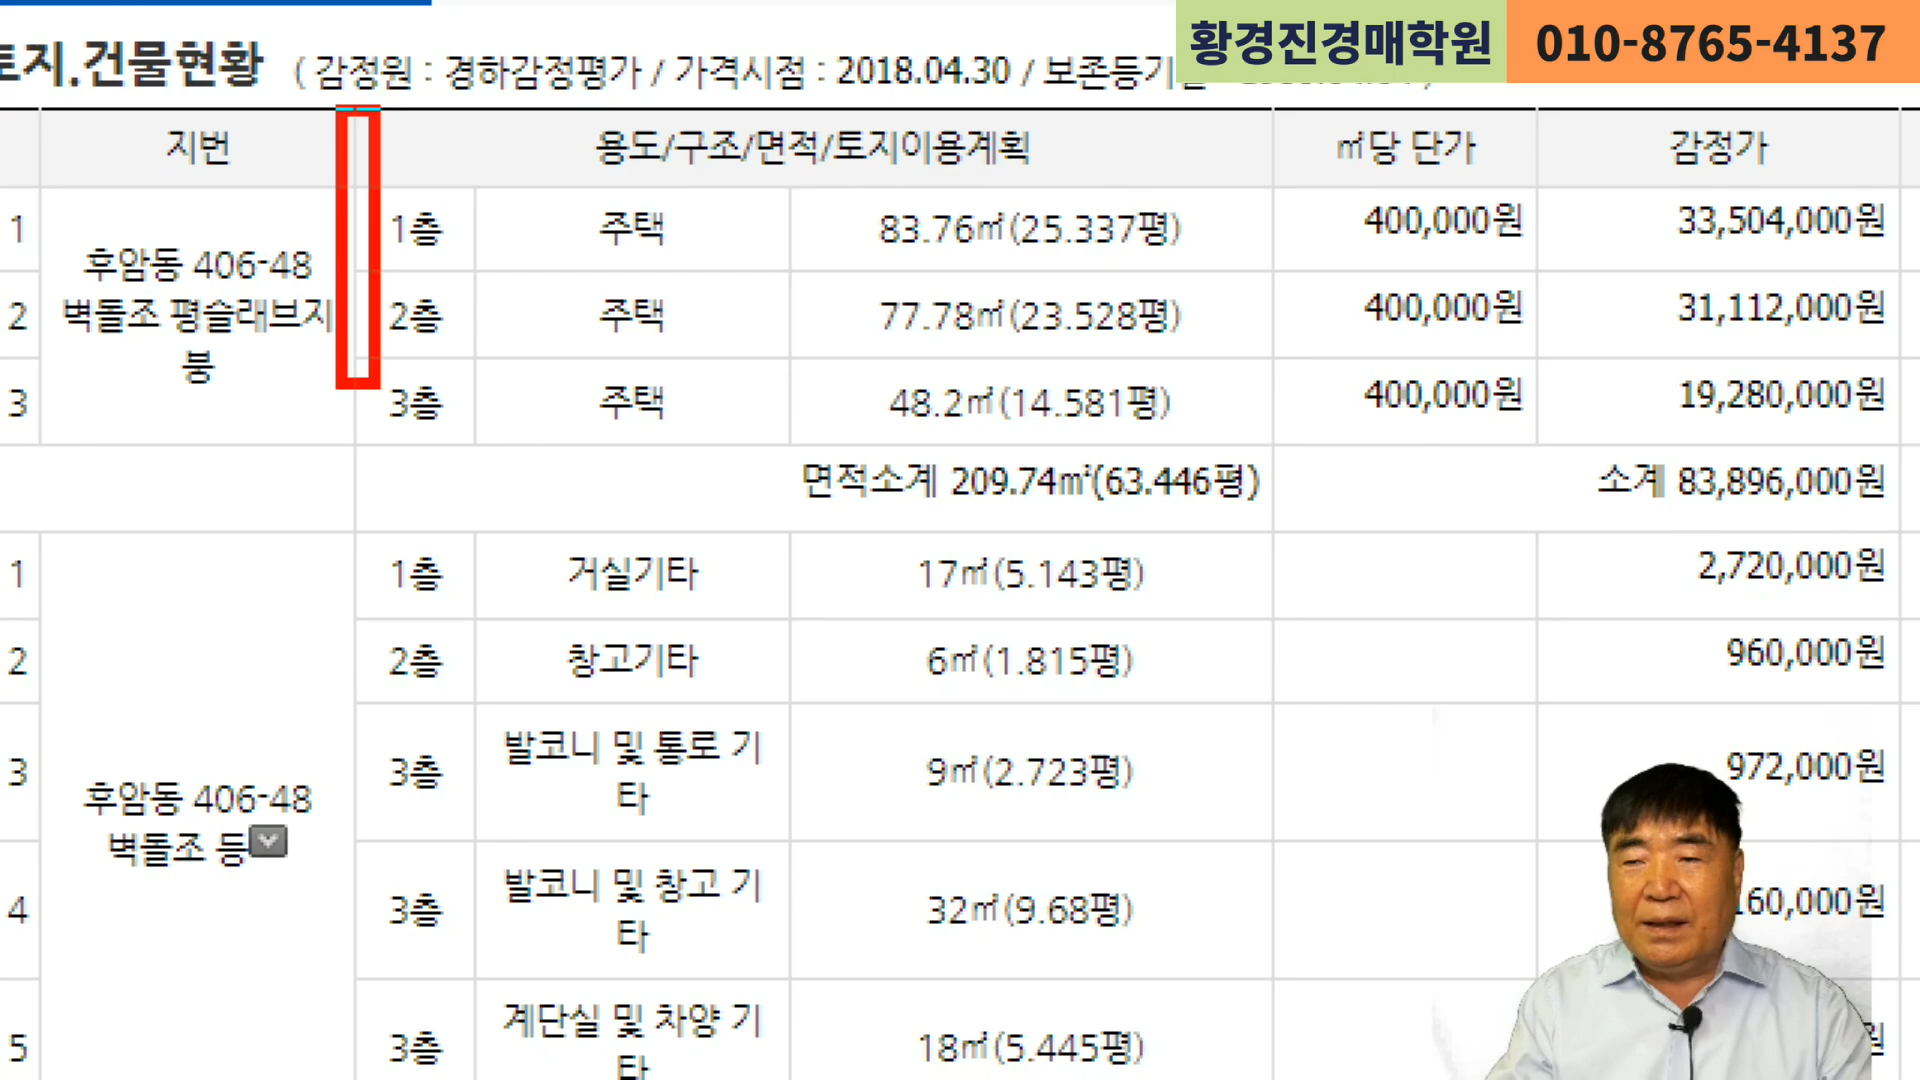 황경진경매학원 010-8765-4137
토지.건물현황 ( 감정원 : 경하감정평가 / 가격시점 : 2018.04.30 / 보존등기일
지번 용도/구조/면적/토지이용계획 ㎡당 단가 감정가
1 1층 주택 83.76㎡(25.337평) 400,000원 33,504,000원
후암동 406-48
벽돌조 평슬래브지
붕
2 2층 주택 77.78㎡(23.528평) 400,000원 31,112,000원
3 3층 주택 48.2㎡(14.581평) 400,000원 19,280,000원
면적소계 209.74㎡(63.446평) 소계 83,896,000원
1 1층 거실기타 17㎡(5.143평) 2,720,000원
2 2층 창고기타 6㎡(1.815평) 960,000원
3 3층 발코니 및 통로 기
타 9㎡(2.723평) 972,000원
후암동 406-48
벽돌조 등
4 3층 발코니 및 창고 기
타 32㎡(9.68평) 160,000원
5 3층 계단실 및 차양 기
타 18㎡(5.445평) 원